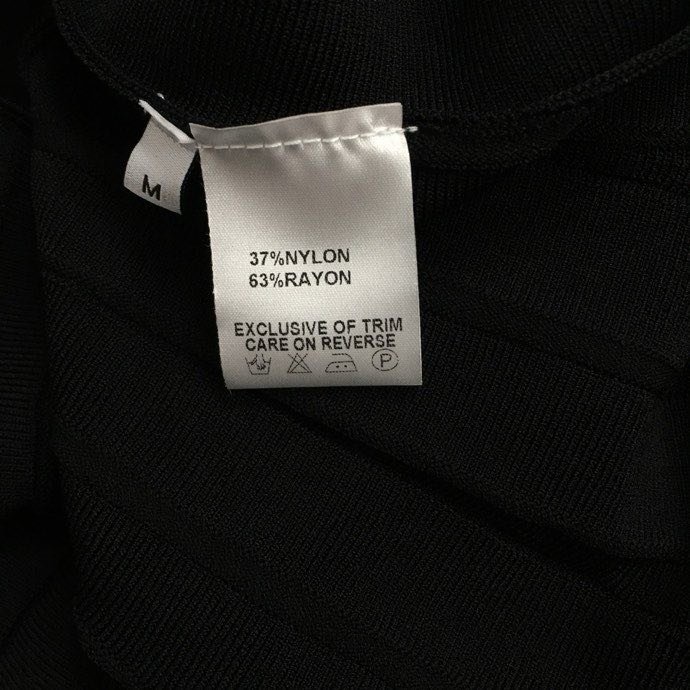 M
37%NYLON
63%RAYON
EXCLUSIVE OF TRIM
CARE ON REVERSE
P